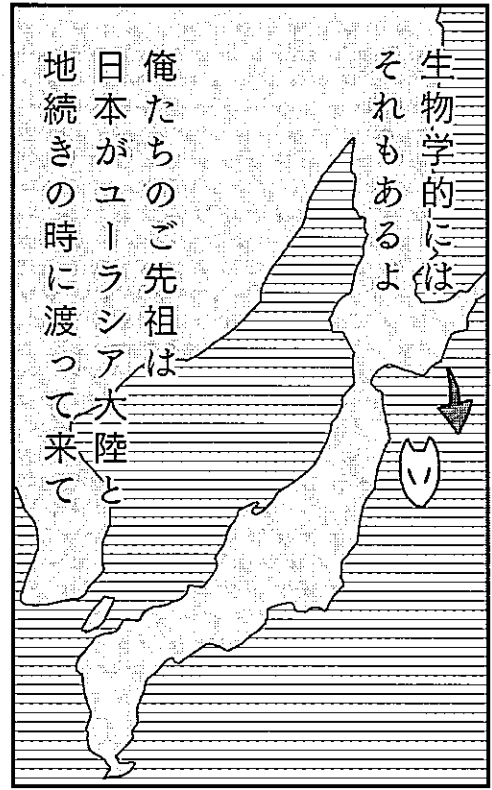 生物学的には
それもあるよ
俺たちのご先祖は
日本がユーラシア大陸と
地続きの時に渡って来て